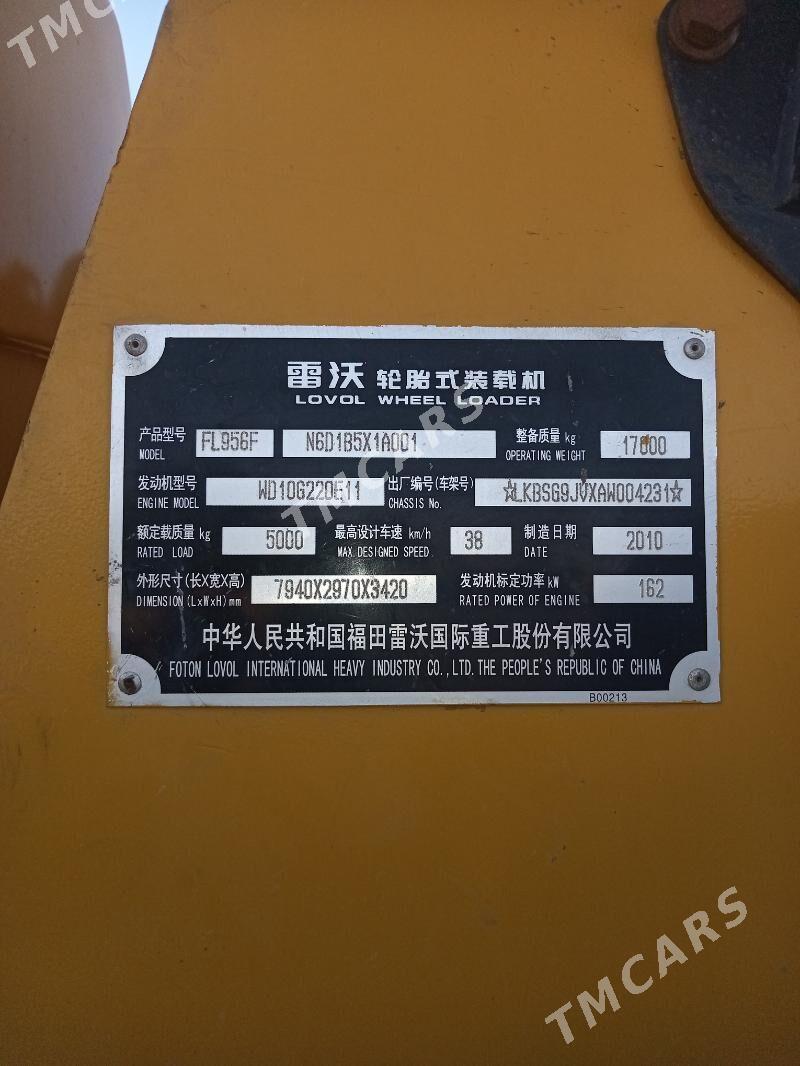 TMCARS
雷沃 轮胎式装载机
LOVOL WHEEL LOADER
产品型号 FL956F N6D1B5X1A001 整备质量 kg 17000
MODEL OPERATING WEIGHT
发动机型号 WD10G220E11 出厂编号(车架号) ☆LKBSG9JVXAW004231☆
ENGINE MODEL CHASSIS No.
额定载质量 kg 5000 最高设计车速 km/h 38 制造日期 2010
RATED LOAD MAX.DESIGNED SPEED DATE
外形尺寸(长X宽X高) 7940X2970X3420 发动机标定功率 kW 162
DIMENSION (LxWxH) mm RATED POWER OF ENGINE
中华人民共和国福田雷沃国际重工股份有限公司
FOTON LOVOL INTERNATIONAL HEAVY INDUSTRY CO.,LTD.THE PEOPLE'S REPUBLIC OF CHINA
B00213
TMCARS
TMCARS